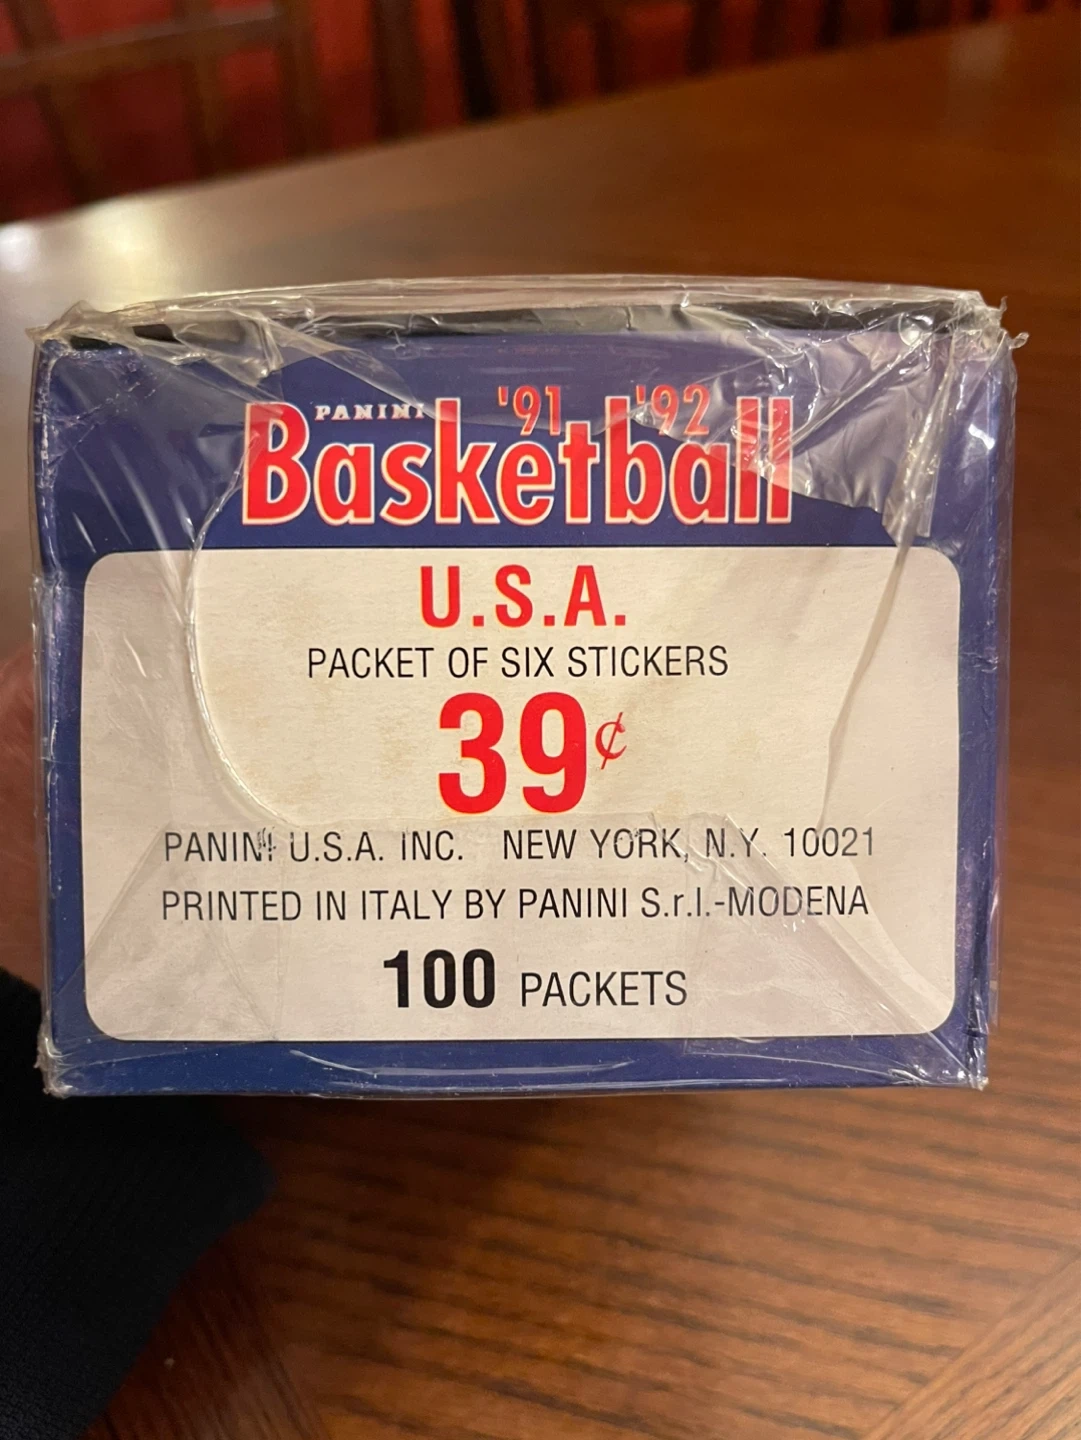 PANINI '91 '92
Basketball
U.S.A.
PACKET OF SIX STICKERS
39¢
PANINI U.S.A. INC. NEW YORK, N.Y. 10021
PRINTED IN ITALY BY PANINI S.r.l.-MODENA
100 PACKETS